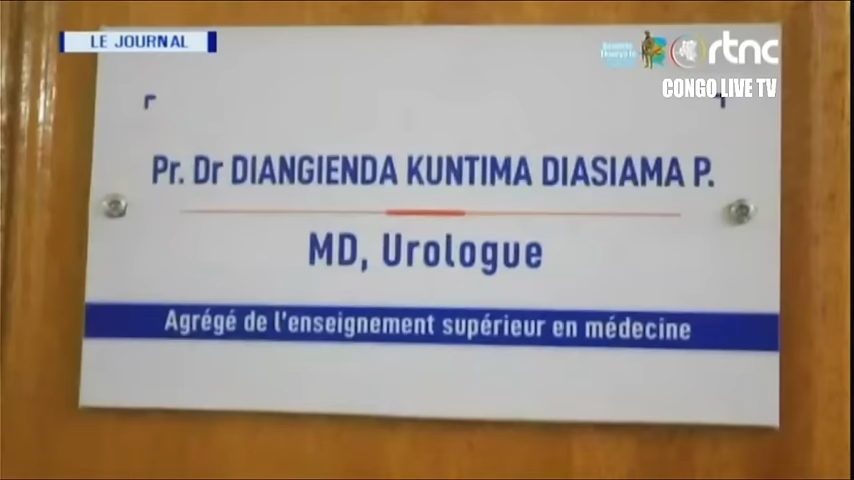 LE JOURNAL
rtnc
CONGO LIVE TV
Pr. Dr DIANGIENDA KUNTIMA DIASIAMA P.
MD, Urologue
Agrégé de l'enseignement supérieur en médecine